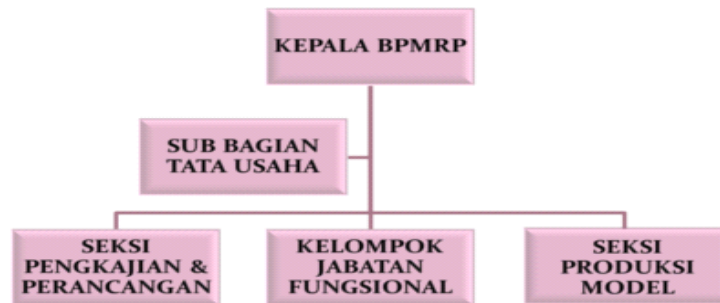 KEPALA BPMRP
SUB BAGIAN
TATA USAHA
SEKSI
PENGKAJIAN &
PERANCANGAN
KELOMPOK
JABATAN
FUNGSIONAL
SEKSI
PRODUKSI
MODEL